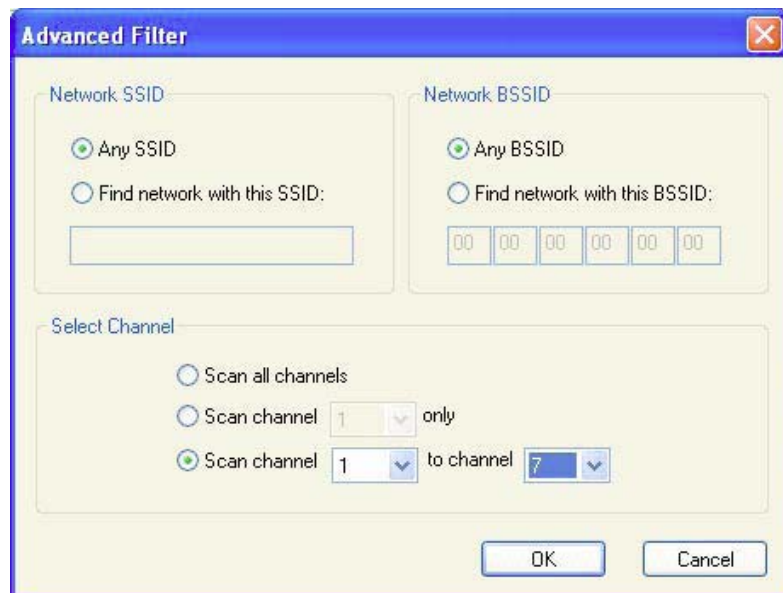 Advanced Filter
Network SSID
Any SSID
Find network with this SSID:
Network BSSID
Any BSSID
Find network with this BSSID:
00 00 00 00 00 00
Select Channel
Scan all channels
Scan channel 1 only
Scan channel 1 to channel 7
OK Cancel